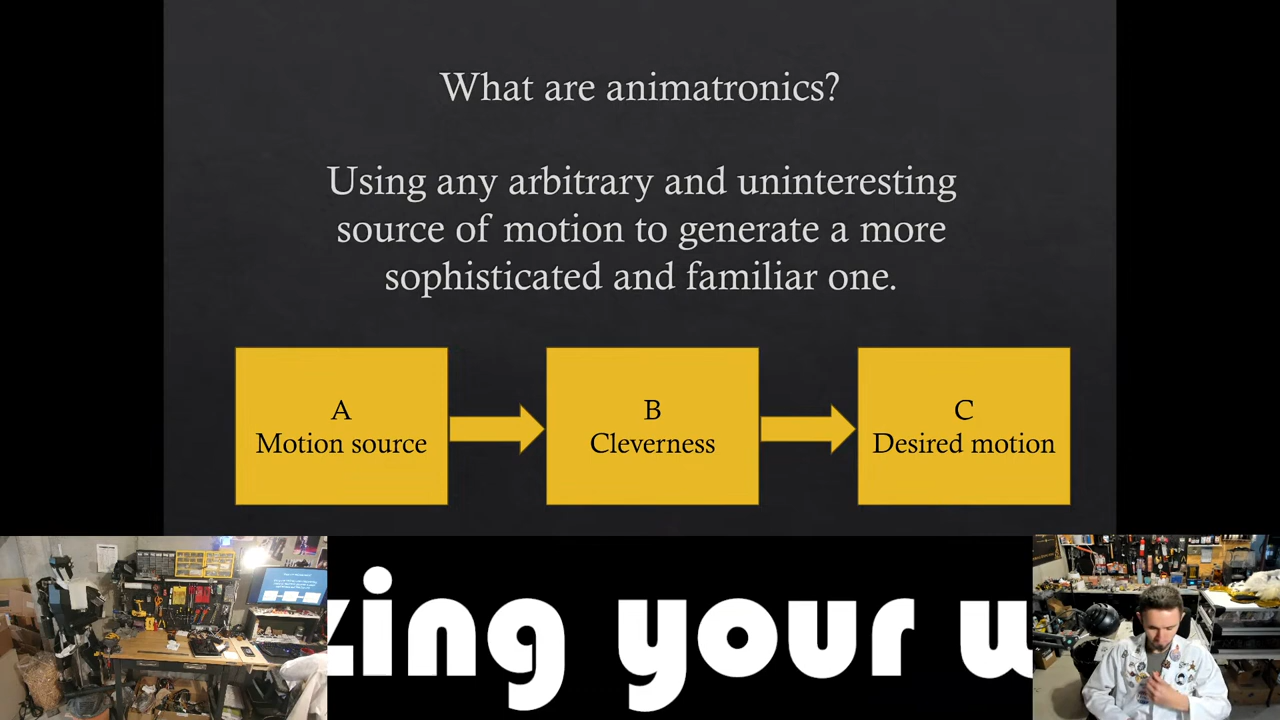 What are animatronics?
Using any arbitrary and uninteresting
source of motion to generate a more
sophisticated and familiar one.
A
Motion source
B
Cleverness
C
Desired motion
zing your w